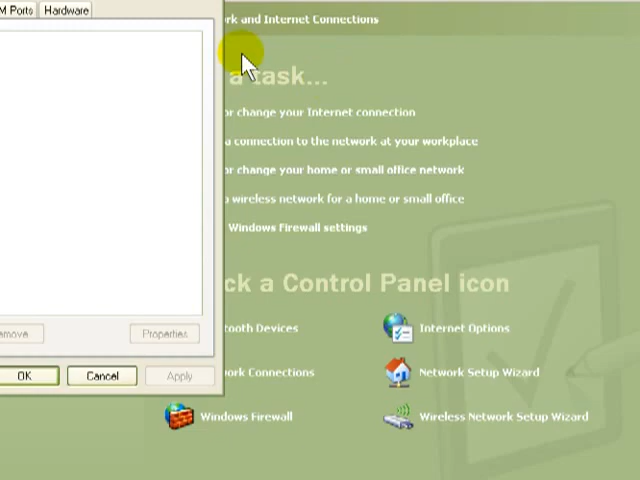 M Ports Hardware
rk and Internet Connections
a task...
or change your Internet connection
a connection to the network at your workplace
or change your home or small office network
wireless network for a home or small office
Windows Firewall settings
ck a Control Panel icon
tooth Devices
Internet Options
emove
Properties
ork Connections
Network Setup Wizard
OK
Cancel
Apply
Windows Firewall
Wireless Network Setup Wizard